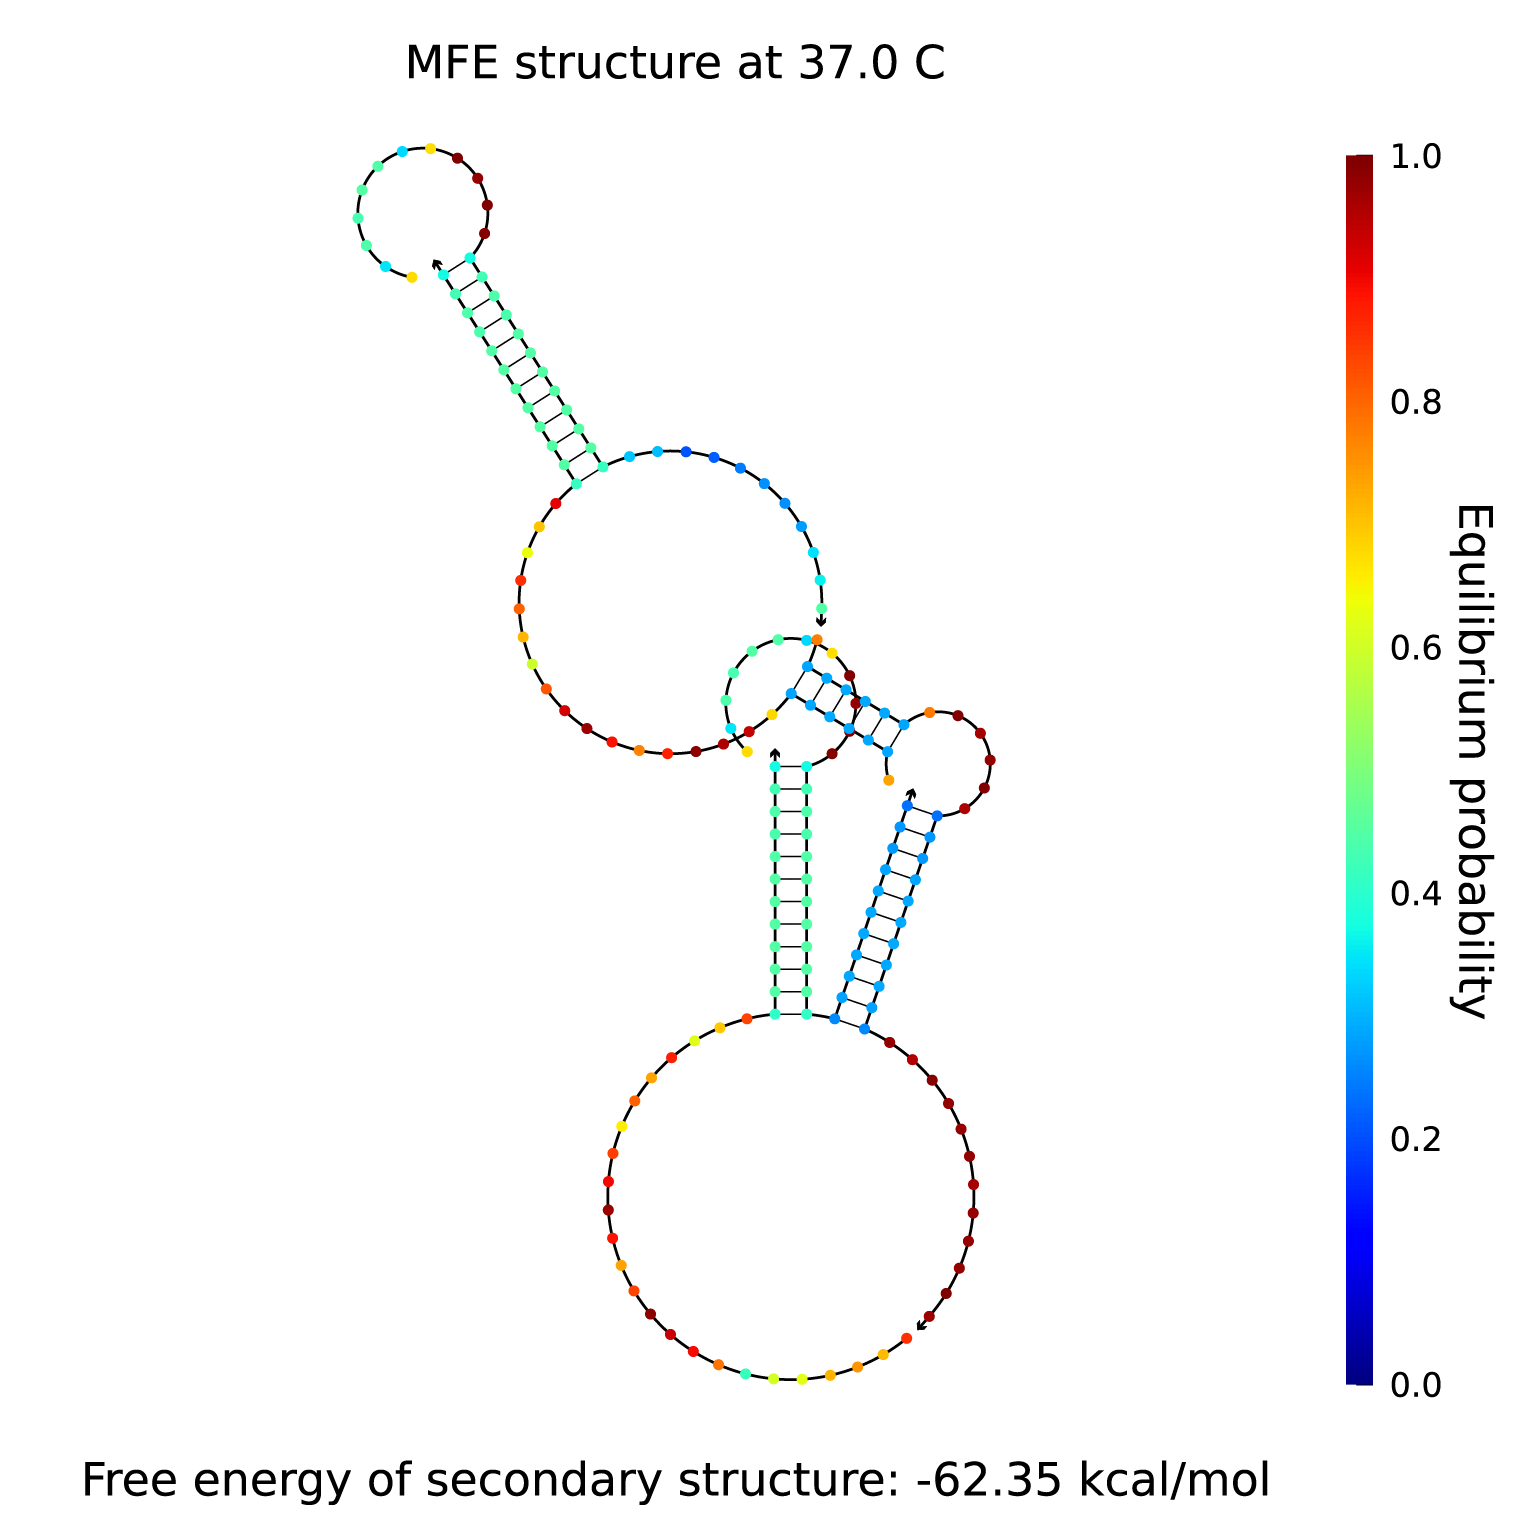 MFE structure at 37.0 C
1.0
0.8
0.6
0.4
0.2
0.0
Equilibrium probability
Free energy of secondary structure: -62.35 kcal/mol